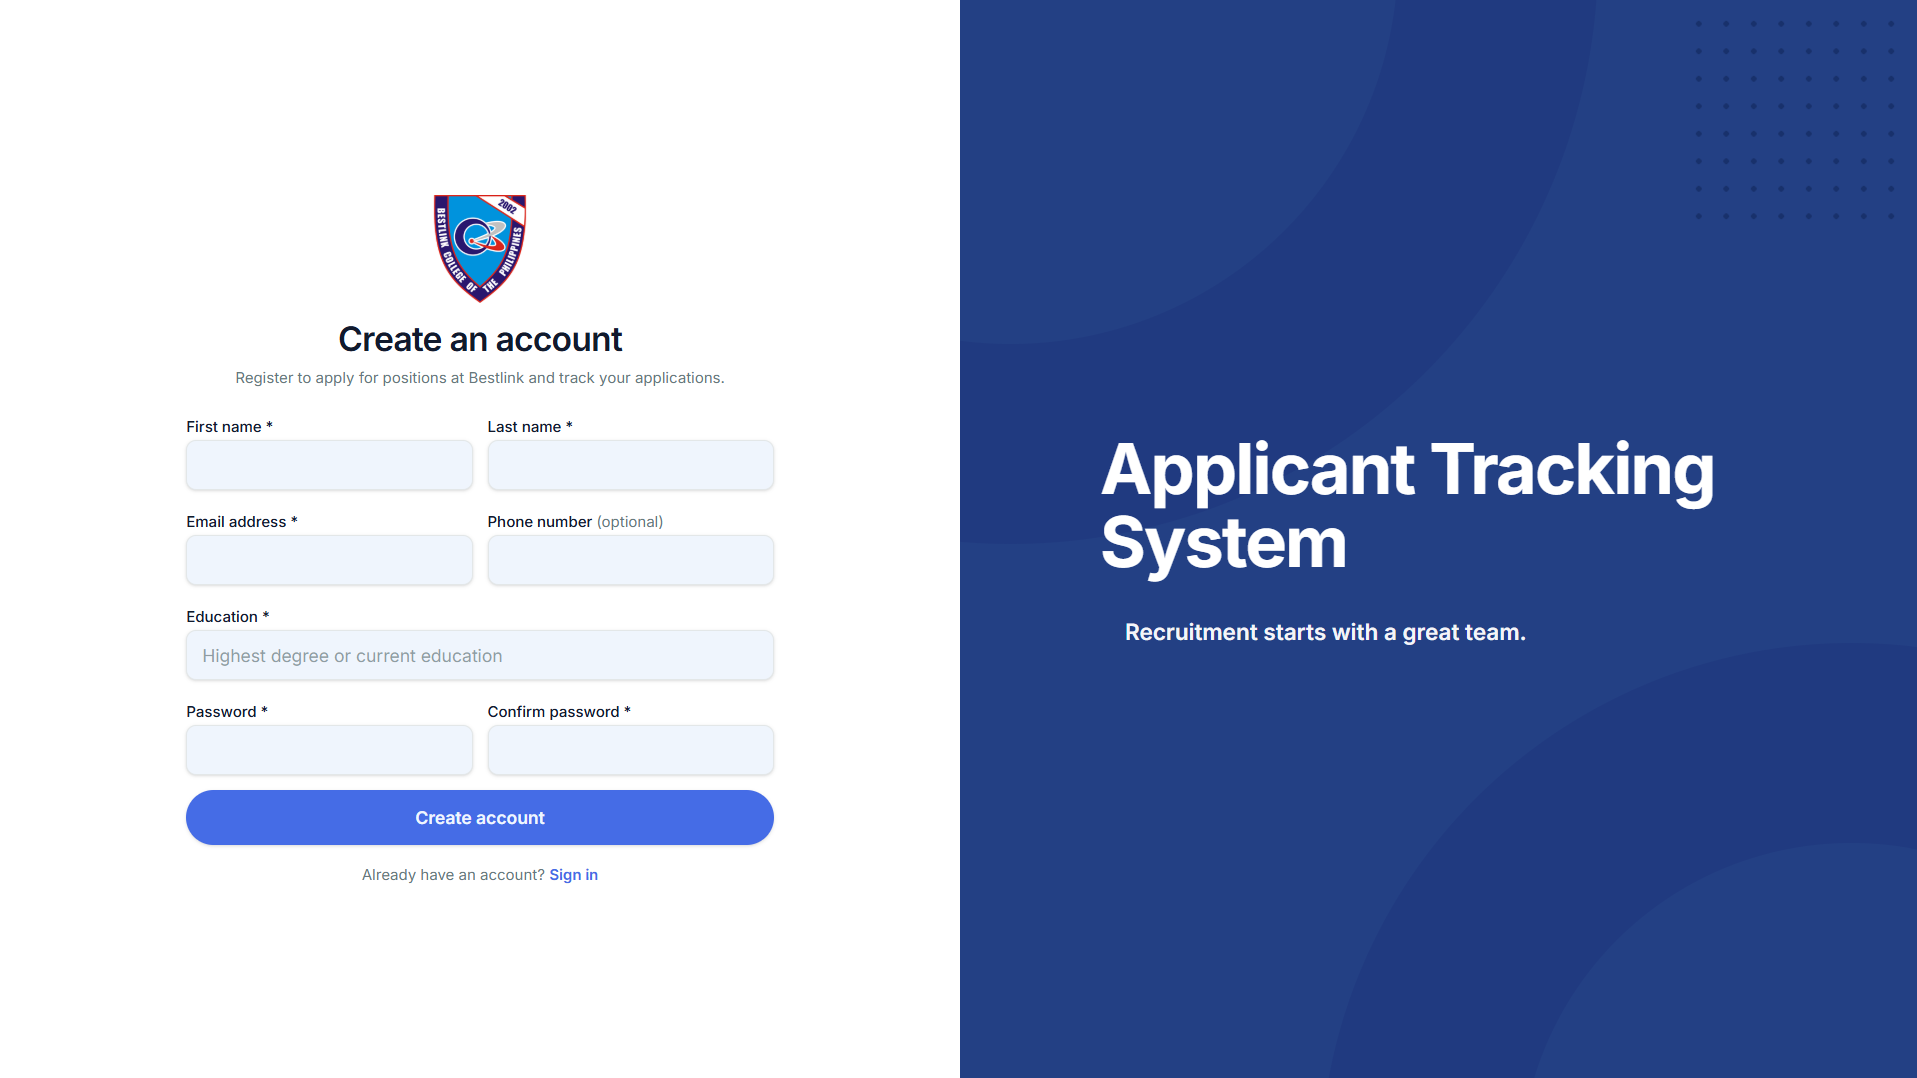 2002
BESTLINK COLLEGE OF THE PHILIPPINES
Create an account
Register to apply for positions at Bestlink and track your applications.
First name *
Last name *
Email address *
Phone number (optional)
Education *
Highest degree or current education
Password *
Confirm password *
Create account
Already have an account? Sign in
Applicant Tracking
System
Recruitment starts with a great team.